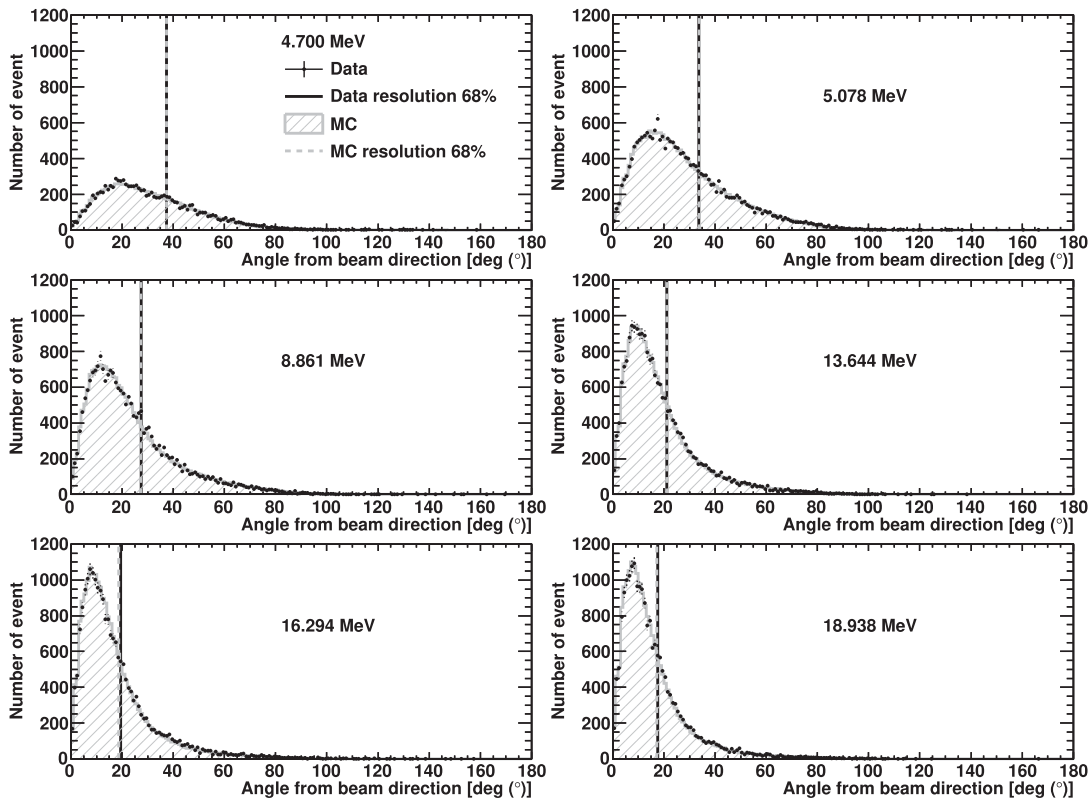 1200
1000
800
600
400
200
0
Number of event
4.700 MeV
Data
Data resolution 68%
MC
MC resolution 68%
0 20 40 60 80 100 120 140 160 180
Angle from beam direction [deg (°)]
1200
1000
800
600
400
200
0
Number of event
5.078 MeV
0 20 40 60 80 100 120 140 160 180
Angle from beam direction [deg (°)]
1200
1000
800
600
400
200
0
Number of event
8.861 MeV
0 20 40 60 80 100 120 140 160 180
Angle from beam direction [deg (°)]
1200
1000
800
600
400
200
0
Number of event
13.644 MeV
0 20 40 60 80 100 120 140 160 180
Angle from beam direction [deg (°)]
1200
1000
800
600
400
200
0
Number of event
16.294 MeV
0 20 40 60 80 100 120 140 160 180
Angle from beam direction [deg (°)]
1200
1000
800
600
400
200
0
Number of event
18.938 MeV
0 20 40 60 80 100 120 140 160 180
Angle from beam direction [deg (°)]